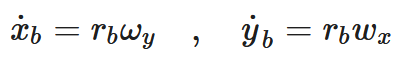 ẋ_b = r_b ω_y , ẏ_b = r_b w_x